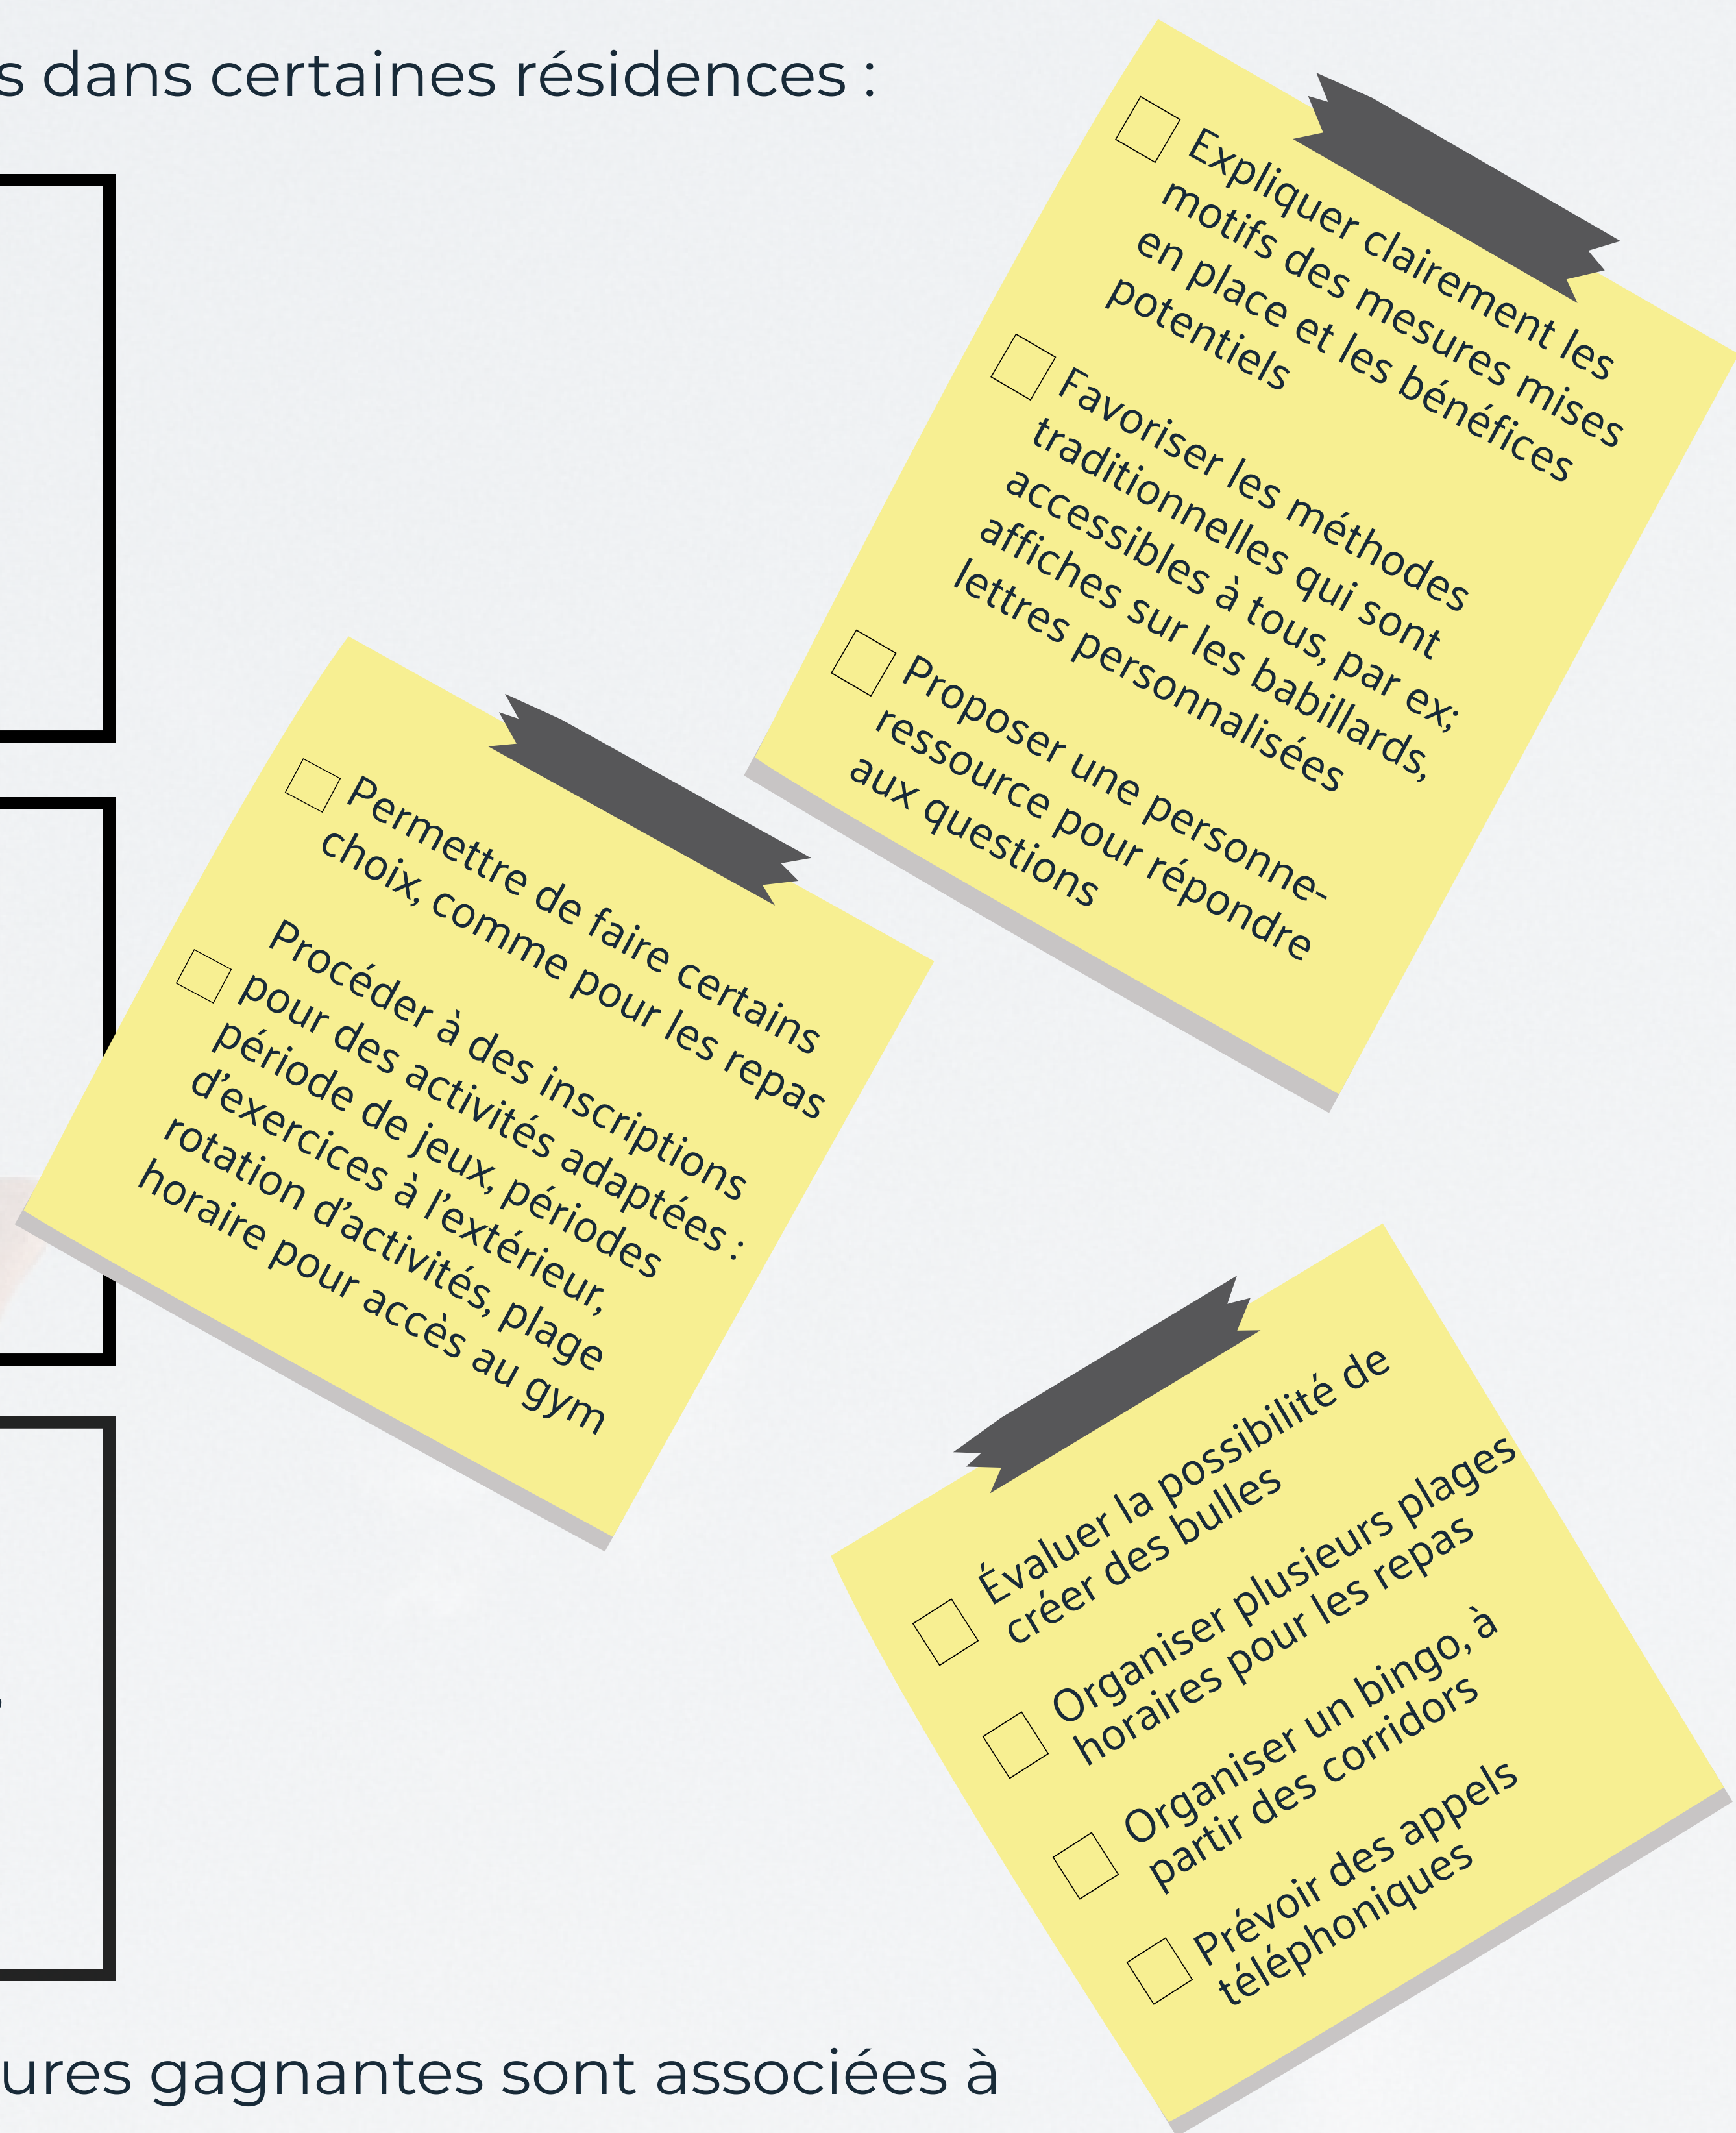 s dans certaines résidences :
Expliquer clairement les
motifs des mesures mises
en place et les bénéfices
potentiels
Favoriser les méthodes
traditionnelles qui sont
accessibles à tous, par ex;
affiches sur les babillards,
lettres personnalisées
Proposer une personne-
ressource pour répondre
aux questions
Permettre de faire certains
choix, comme pour les repas
Procéder à des inscriptions
pour des activités adaptées :
période de jeux, périodes
d’exercices à l’extérieur,
rotation d’activités, plage
horaire pour accès au gym
Évaluer la possibilité de
créer des bulles
Organiser plusieurs plages
horaires pour les repas
Organiser un bingo, à
partir des corridors
Prévoir des appels
téléphoniques
ures gagnantes sont associées à